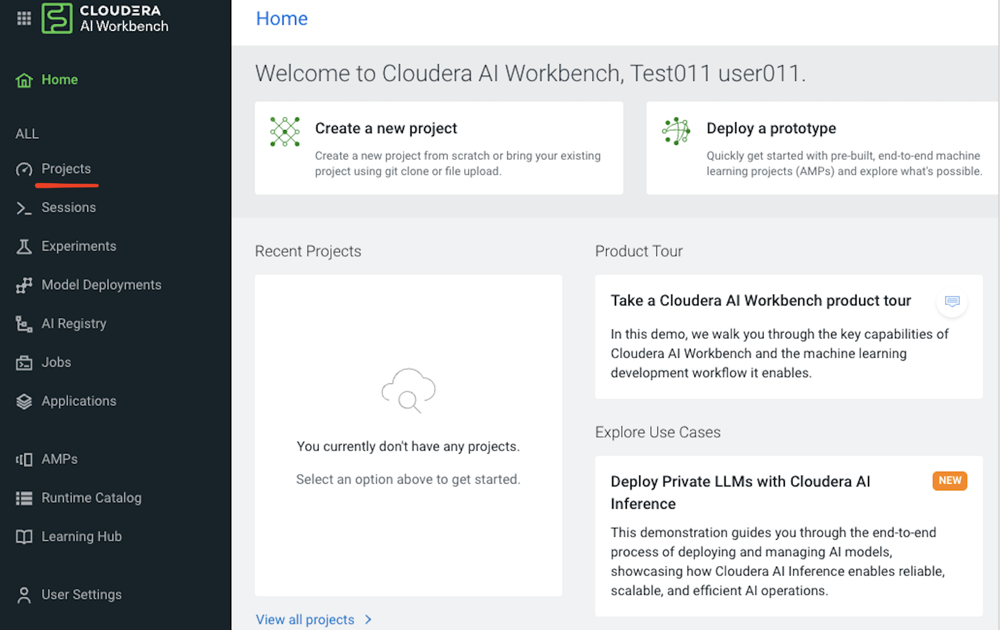 CLOUDERA
AI Workbench
Home
ALL
Projects
Sessions
Experiments
Model Deployments
AI Registry
Jobs
Applications
AMPs
Runtime Catalog
Learning Hub
User Settings
Home
Welcome to Cloudera AI Workbench, Test011 user011.
Create a new project
Create a new project from scratch or bring your existing
project using git clone or file upload.
Deploy a prototype
Quickly get started with pre-built, end-to-end machine
learning projects (AMPs) and explore what's possible.
Recent Projects
You currently don't have any projects.
Select an option above to get started.
View all projects
Product Tour
Take a Cloudera AI Workbench product tour
In this demo, we walk you through the key capabilities of
Cloudera AI Workbench and the machine learning
development workflow it enables.
Explore Use Cases
Deploy Private LLMs with Cloudera AI
Inference
NEW
This demonstration guides you through the end-to-end
process of deploying and managing AI models,
showcasing how Cloudera AI Inference enables reliable,
scalable, and efficient AI operations.